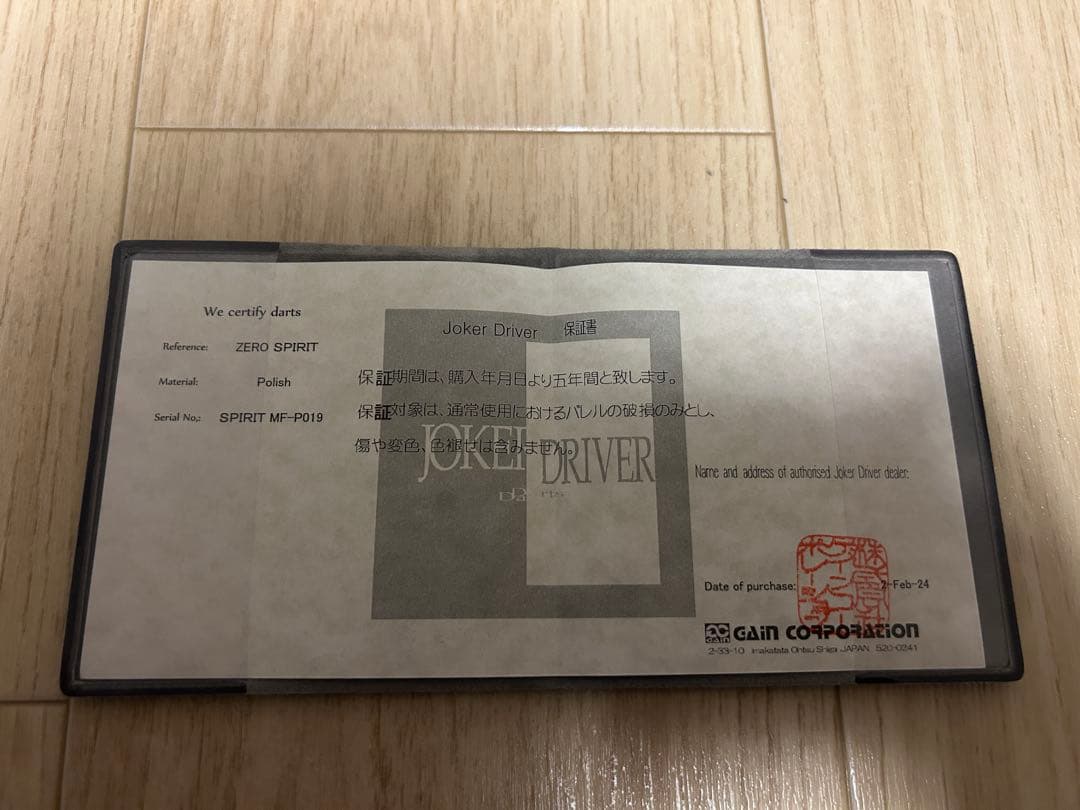 We certify darts
Reference: ZERO SPIRIT
Material: Polish
Serial No,: SPIRIT MF-P019
Joker Driver 保証書
保証期間は、購入年月日より五年間と致します。
保証対象は、通常使用におけるバレルの破損のみとし、
傷や変色、色褪せは含みません。
JOKER DRIVER
Darts
Name and address of authorised Joker Driver dealer:
Date of purchase: 2-Feb-24
GAIN CORPORATION
2-33-10 Imakatata Ohtsu Shiga JAPAN 520-0241